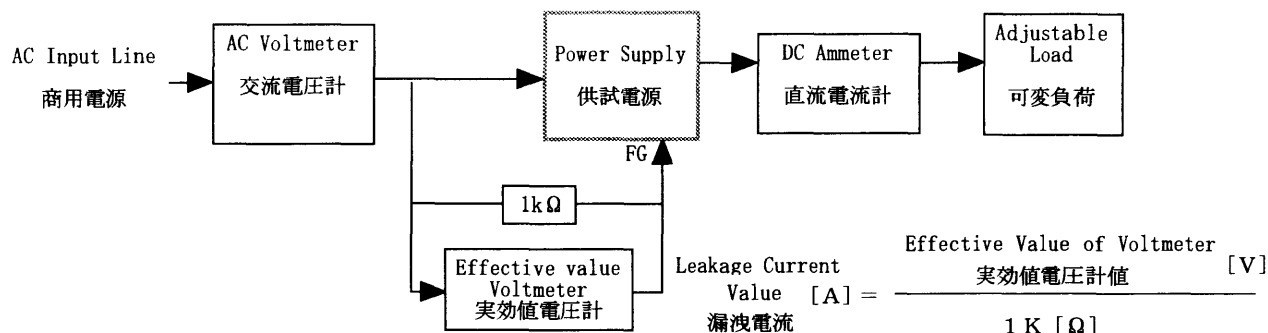 AC Input Line
商用電源
AC Voltmeter
交流電圧計
Power Supply
供試電源
DC Ammeter
直流電流計
Adjustable
Load
可変負荷
FG
1kΩ
Effective value
Voltmeter
実効値電圧計
Leakage Current
Value [A] =
漏洩電流
Effective Value of Voltmeter
実効値電圧計値 [V]
1K [Ω]